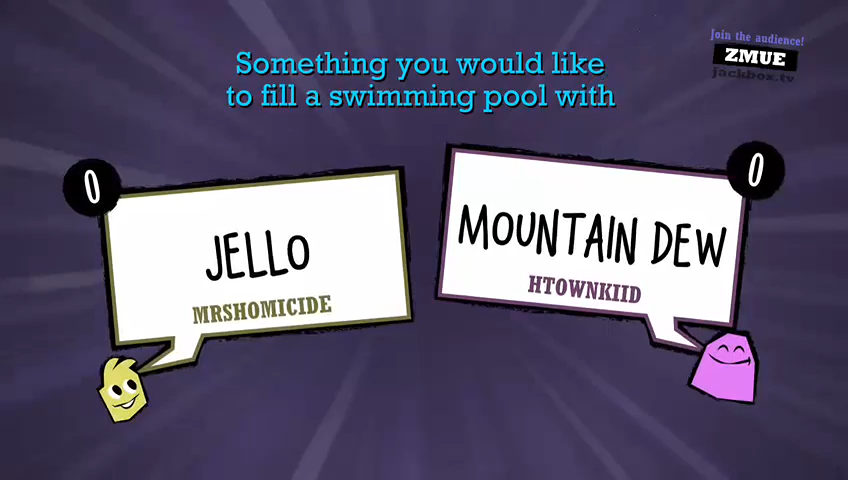 Join the audience!
ZMUE
jackbox.tv
Something you would like
to fill a swimming pool with
0
0
JELLO
MRSHOMICIDE
MOUNTAIN DEW
HTOWNKIID